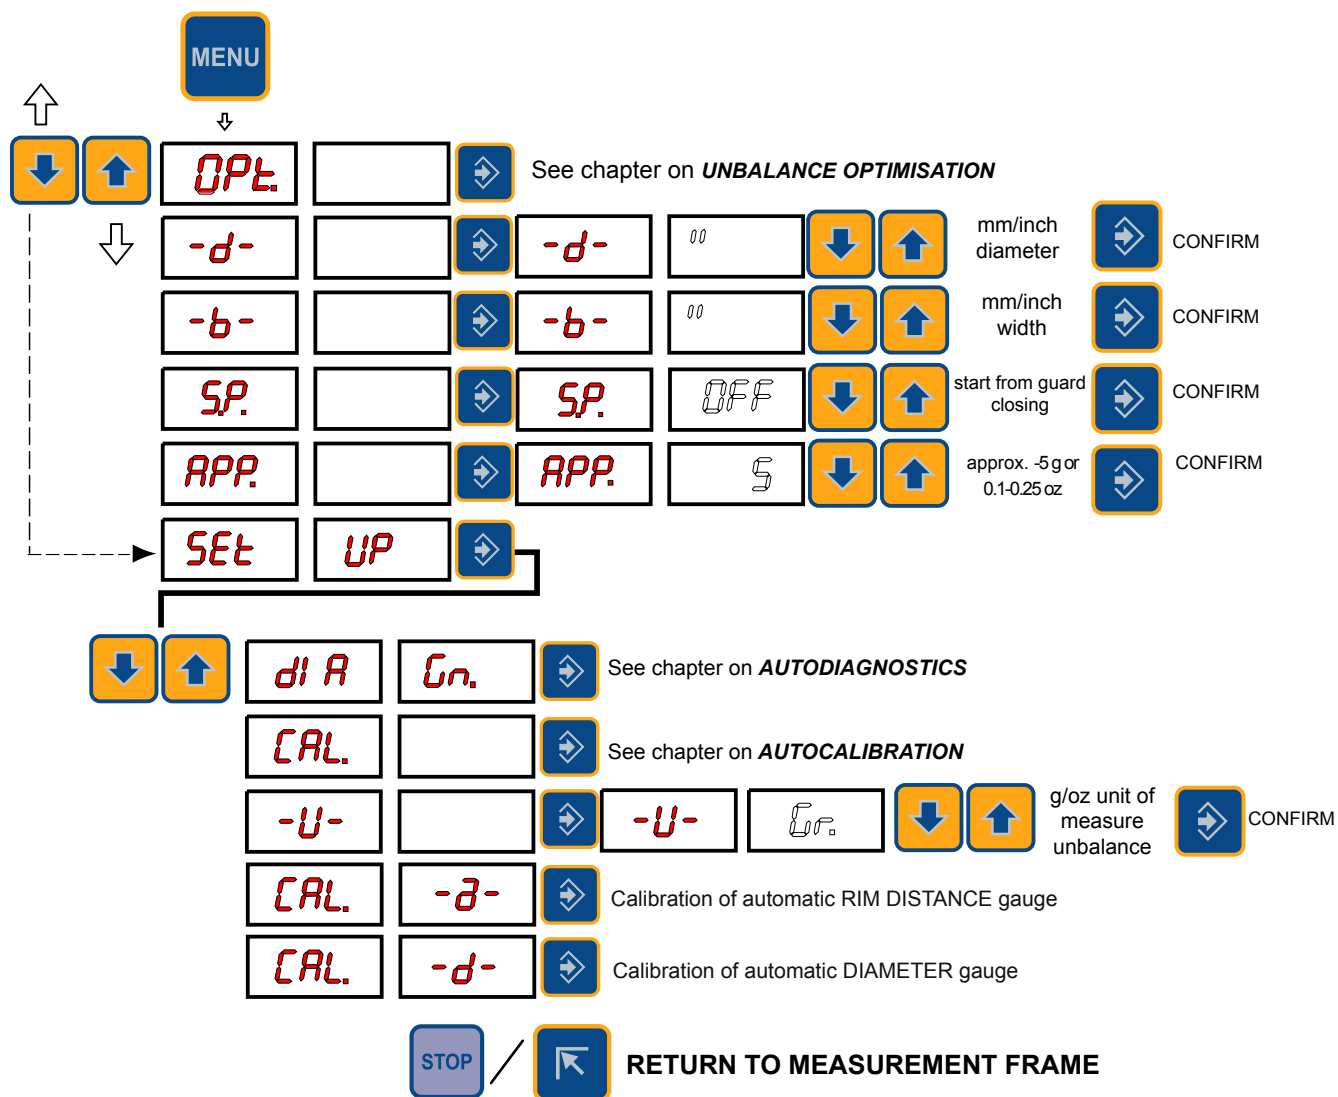 MENU
OPt.
See chapter on UNBALANCE OPTIMISATION
-d-
-d- "
mm/inch
diameter
CONFIRM
-b-
-b- "
mm/inch
width
CONFIRM
S.P.
S.P. OFF
start from guard
closing
CONFIRM
APP.
APP. 5
approx. -5 g or
0.1-0.25 oz
CONFIRM
SEt UP
dI A Gn.
See chapter on AUTODIAGNOSTICS
CAL.
See chapter on AUTOCALIBRATION
-U-
-U- Gr.
g/oz unit of
measure
unbalance
CONFIRM
CAL. -a-
Calibration of automatic RIM DISTANCE gauge
CAL. -d-
Calibration of automatic DIAMETER gauge
STOP / RETURN TO MEASUREMENT FRAME